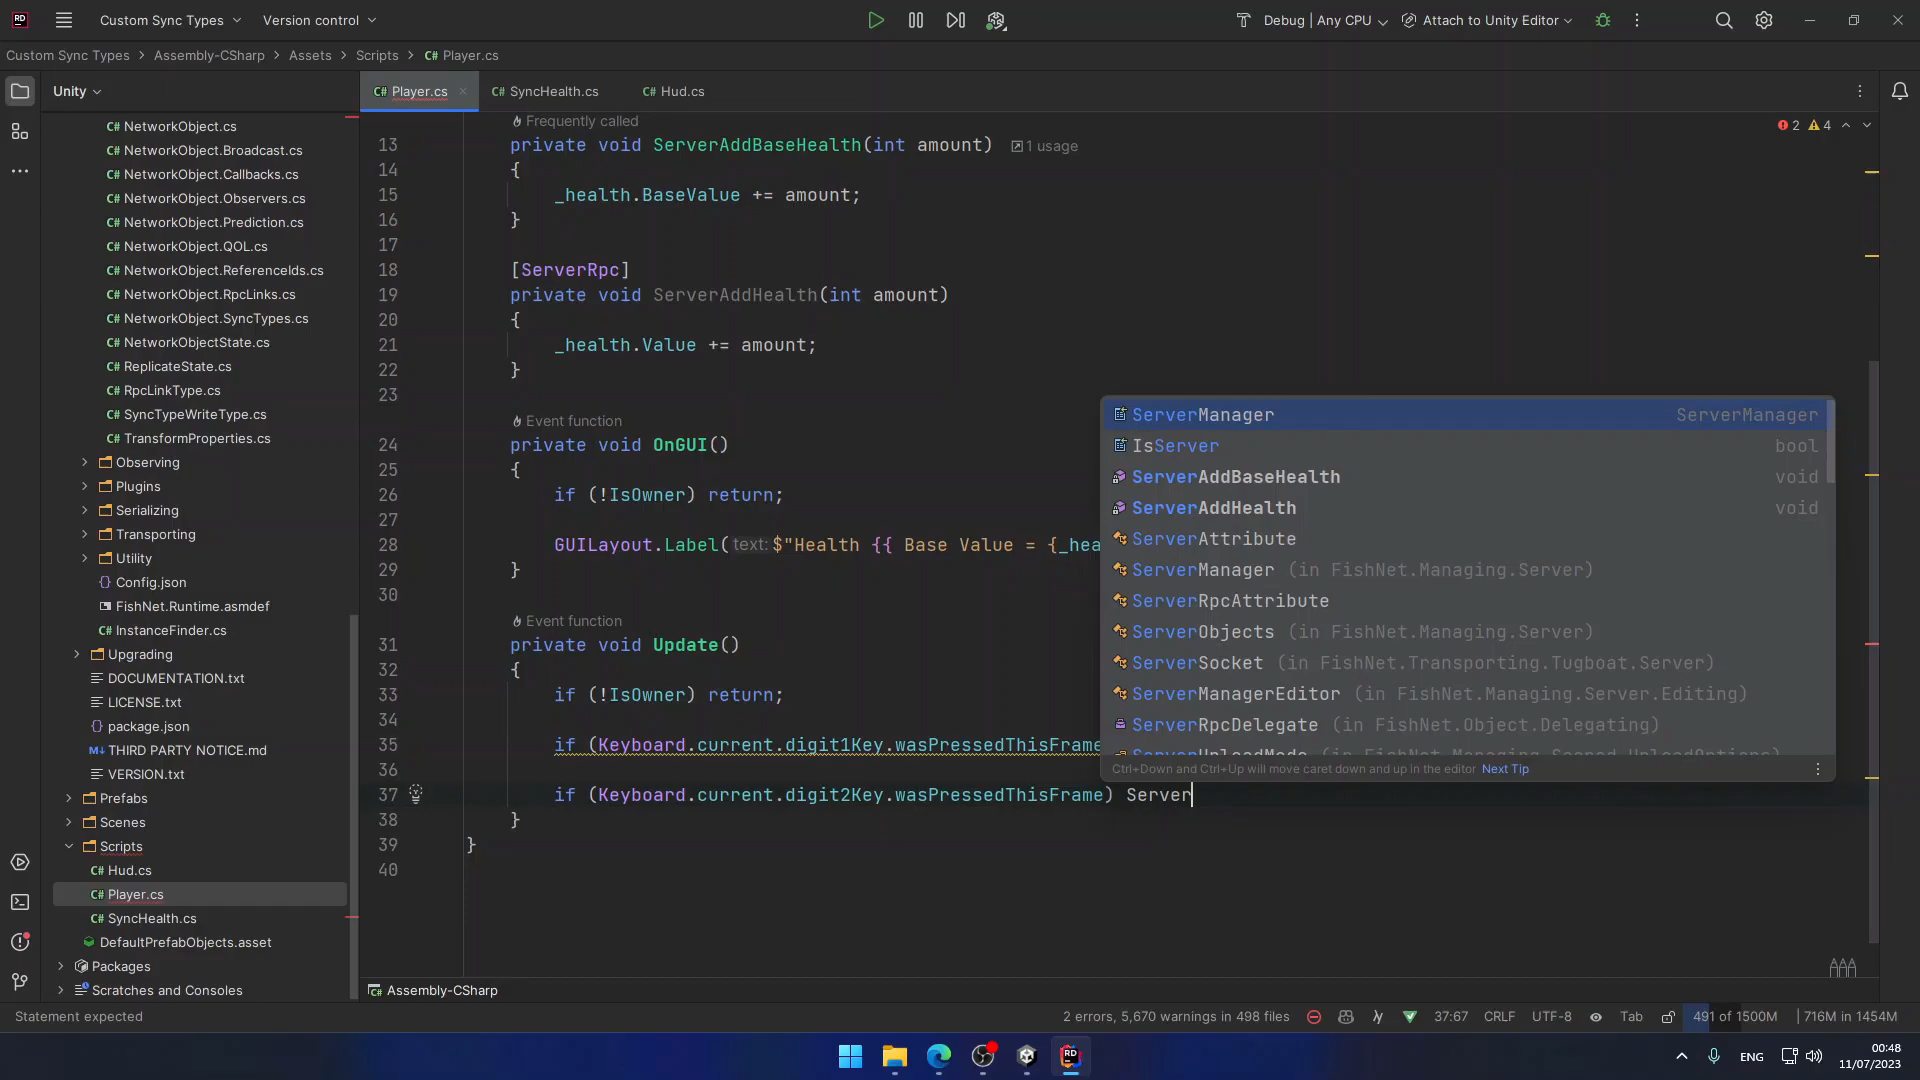 RD Custom Sync Types Version control Debug | Any CPU Attach to Unity Editor
Custom Sync Types Assembly-CSharp Assets Scripts C# Player.cs
Unity
C# Player.cs C# SyncHealth.cs C# Hud.cs
C# NetworkObject.cs
C# NetworkObject.Broadcast.cs
C# NetworkObject.Callbacks.cs
C# NetworkObject.Observers.cs
C# NetworkObject.Prediction.cs
C# NetworkObject.QOL.cs
C# NetworkObject.ReferenceIds.cs
C# NetworkObject.RpcLinks.cs
C# NetworkObject.SyncTypes.cs
C# NetworkObjectState.cs
C# ReplicateState.cs
C# RpcLinkType.cs
C# SyncTypeWriteType.cs
C# TransformProperties.cs
Observing
Plugins
Serializing
Transporting
Utility
{} Config.json
FishNet.Runtime.asmdef
C# InstanceFinder.cs
Upgrading
DOCUMENTATION.txt
LICENSE.txt
{} package.json
M↓ THIRD PARTY NOTICE.md
VERSION.txt
Prefabs
Scenes
Scripts
C# Hud.cs
C# Player.cs
C# SyncHealth.cs
DefaultPrefabObjects.asset
Packages
Scratches and Consoles
2 4
Frequently called
13 private void ServerAddBaseHealth(int amount) 1 usage
14 {
15 _health.BaseValue += amount;
16 }
17
18 [ServerRpc]
19 private void ServerAddHealth(int amount)
20 {
21 _health.Value += amount;
22 }
23
Event function
24 private void OnGUI()
25 {
26 if (!IsOwner) return;
27
28 GUILayout.Label(text: $"Health {{ Base Value = {_hea
29 }
30
Event function
31 private void Update()
32 {
33 if (!IsOwner) return;
34
35 if (Keyboard.current.digit1Key.wasPressedThisFrame
36
37 if (Keyboard.current.digit2Key.wasPressedThisFrame) Server
38 }
39 }
40
ServerManager ServerManager
IsServer bool
ServerAddBaseHealth void
ServerAddHealth void
ServerAttribute
ServerManager (in FishNet.Managing.Server)
ServerRpcAttribute
ServerObjects (in FishNet.Managing.Server)
ServerSocket (in FishNet.Transporting.Tugboat.Server)
ServerManagerEditor (in FishNet.Managing.Server.Editing)
ServerRpcDelegate (in FishNet.Object.Delegating)
Ctrl+Down and Ctrl+Up will move caret down and up in the editor Next Tip
C# Assembly-CSharp
Statement expected 2 errors, 5,670 warnings in 498 files 37:67 CRLF UTF-8 Tab 491 of 1500M 716M in 1454M
RD ENG 00:48
11/07/2023